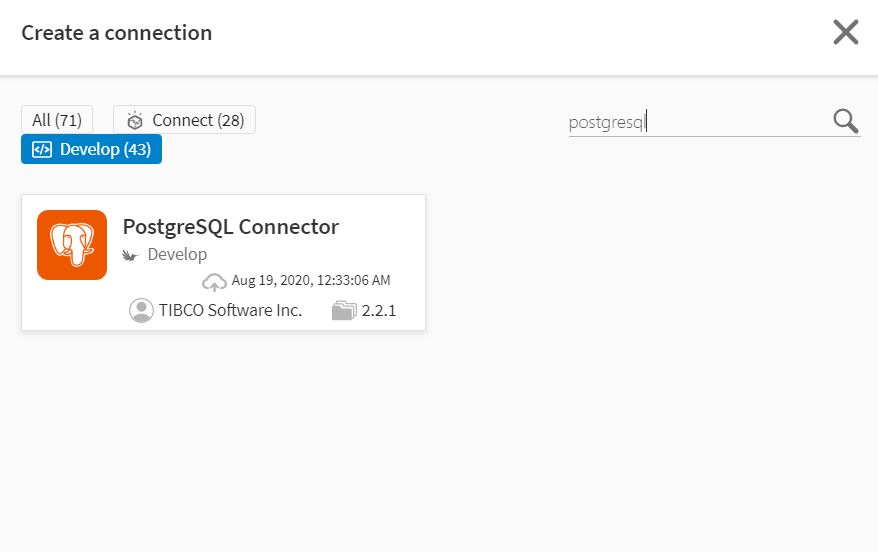 Create a connection
All (71)
Connect (28)
postgresql
Develop (43)
PostgreSQL Connector
Develop
Aug 19, 2020, 12:33:06 AM
TIBCO Software Inc.
2.2.1